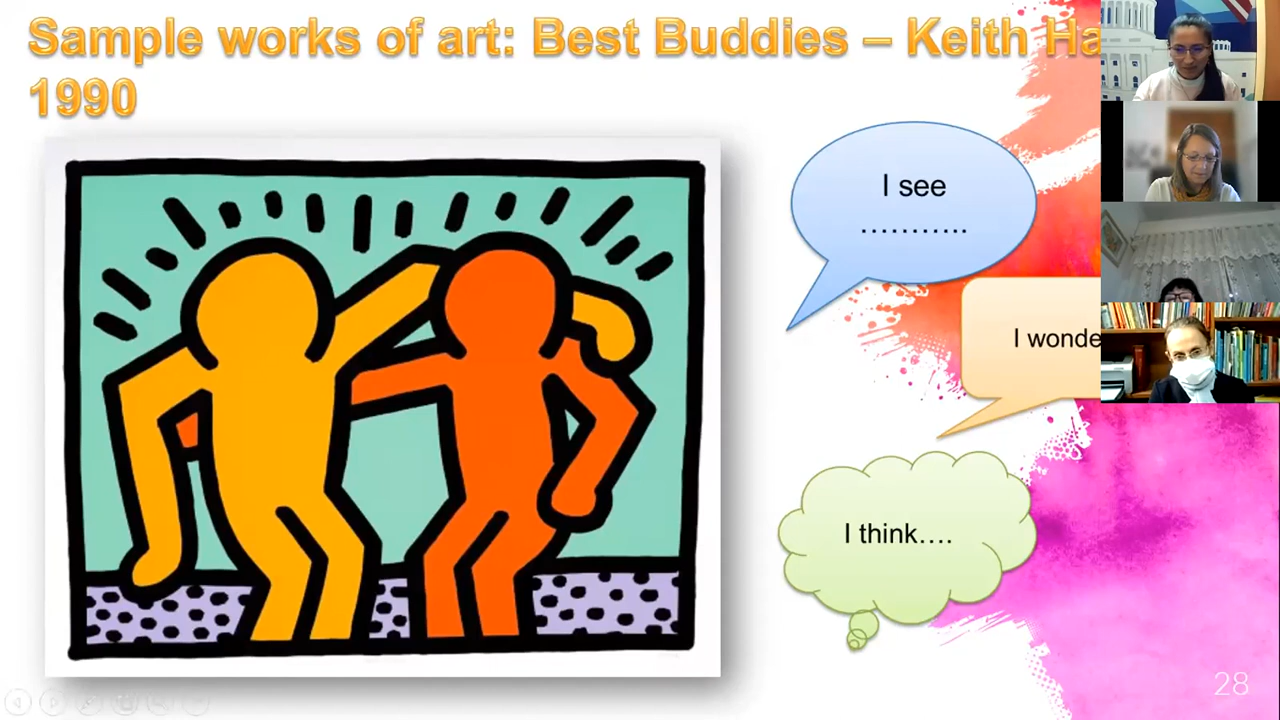 Sample works of art: Best Buddies – Keith Ha
1990
I see
………..
I wonde
I think….
28